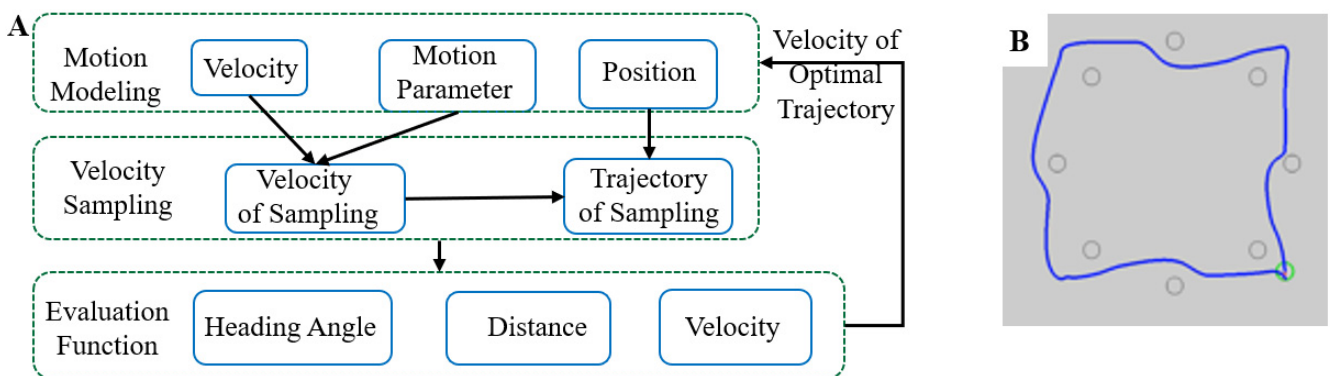 A
Motion
Modeling
Velocity
Motion
Parameter
Position
Velocity of
Optimal
Trajectory
Velocity
Sampling
Velocity
of Sampling
Trajectory
of Sampling
Evaluation
Function
Heading Angle
Distance
Velocity
B